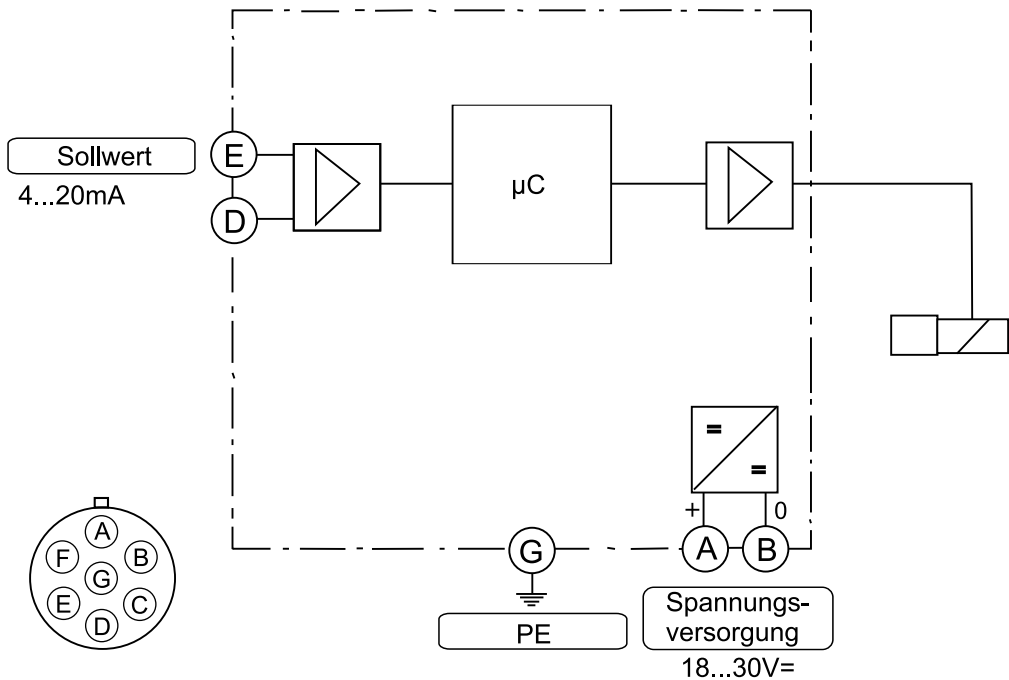 Sollwert
4...20mA
E
D
µC
=
=
+
0
A
B
G
PE
Spannungs-
versorgung
18...30V=
A
F
B
G
E
C
D